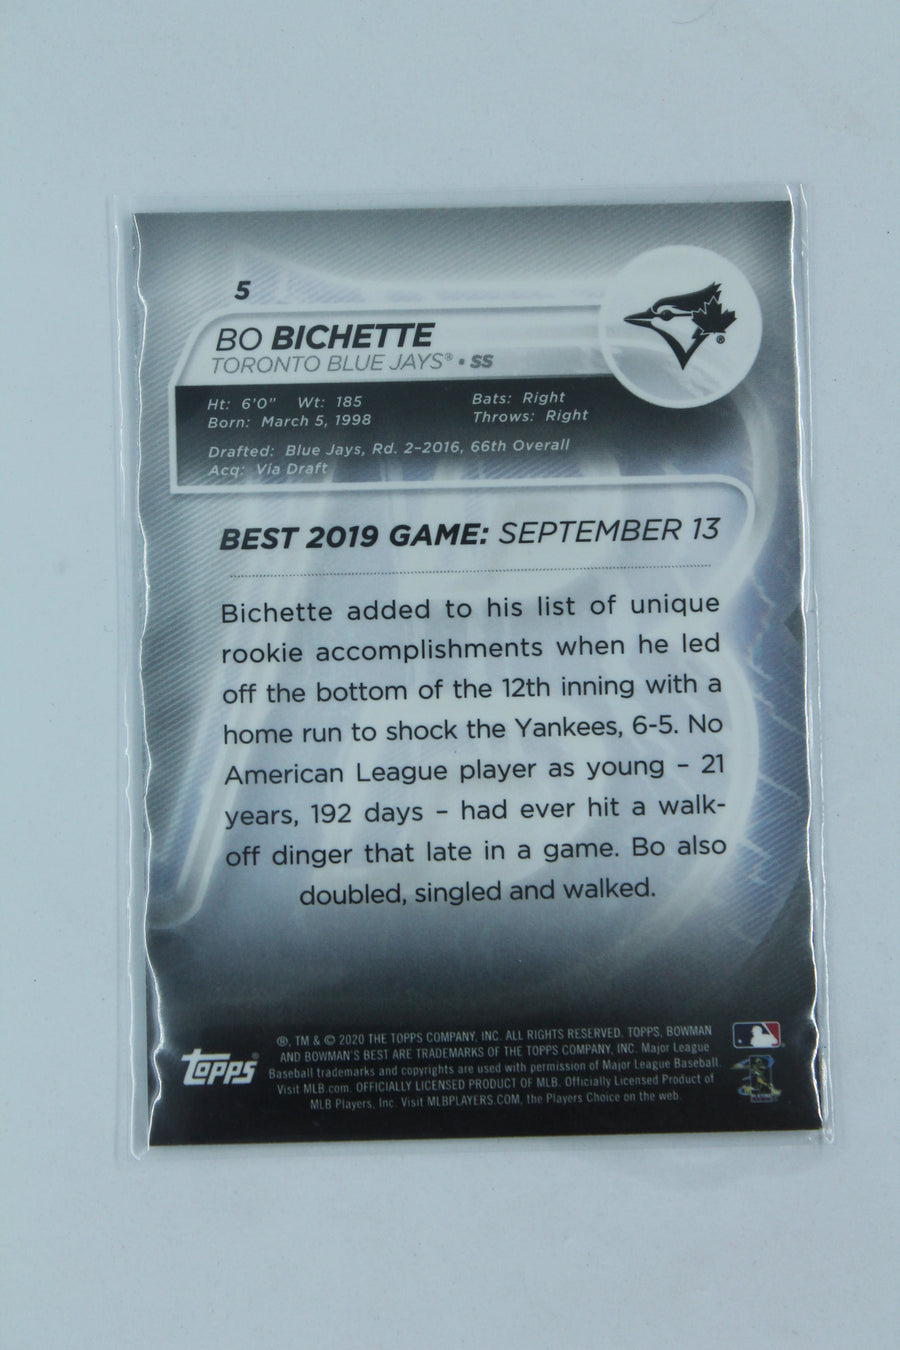 5
BO BICHETTE
TORONTO BLUE JAYS® • SS
Ht: 6'0" Wt: 185 Bats: Right
Born: March 5, 1998 Throws: Right
Drafted: Blue Jays, Rd. 2-2016, 66th Overall
Acq: Via Draft
BEST 2019 GAME: SEPTEMBER 13
Bichette added to his list of unique
rookie accomplishments when he led
off the bottom of the 12th inning with a
home run to shock the Yankees, 6-5. No
American League player as young – 21
years, 192 days – had ever hit a walk-
off dinger that late in a game. Bo also
doubled, singled and walked.
®, TM & © 2020 THE TOPPS COMPANY, INC. ALL RIGHTS RESERVED. TOPPS, BOWMAN
AND BOWMAN'S BEST ARE TRADEMARKS OF THE TOPPS COMPANY, INC. Major League
Baseball trademarks and copyrights are used with permission of Major League Baseball.
Visit MLB.com. OFFICIALLY LICENSED PRODUCT OF MLB. Officially Licensed Product of
MLB Players, Inc. Visit MLBPLAYERS.COM, the Players Choice on the web.
topps®